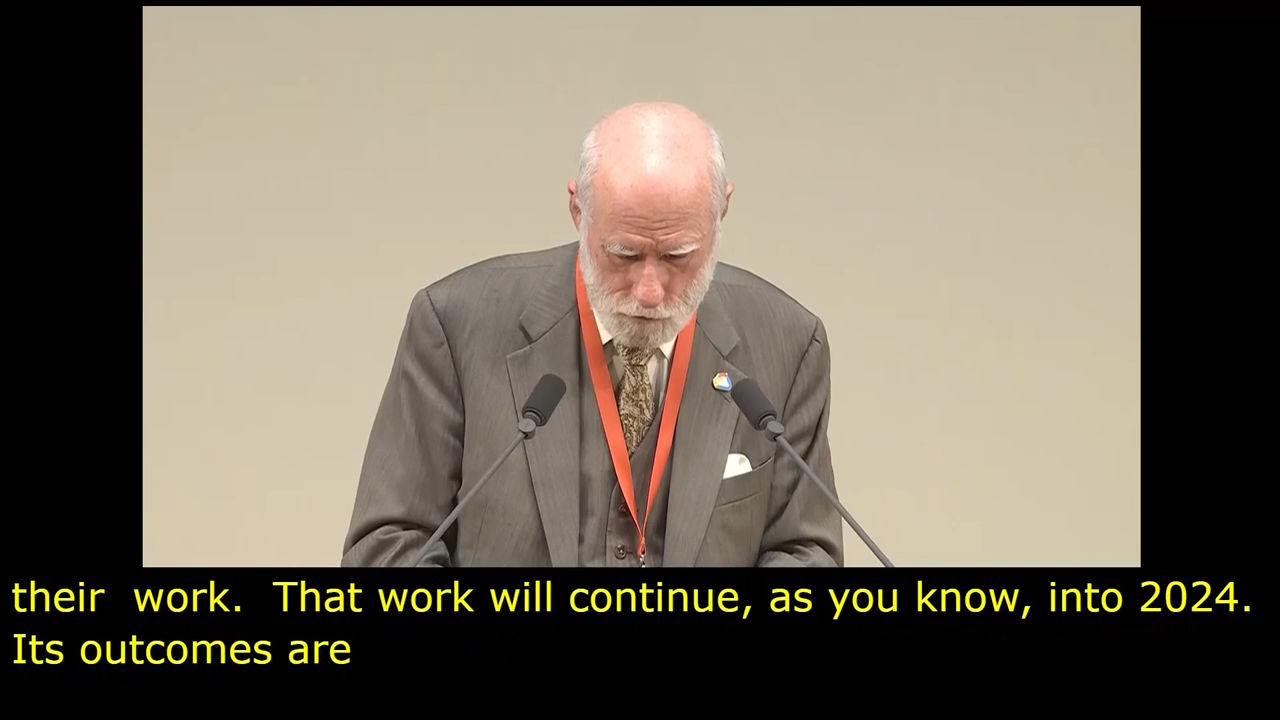 their  work.  That work will continue, as you know, into 2024.
Its outcomes are